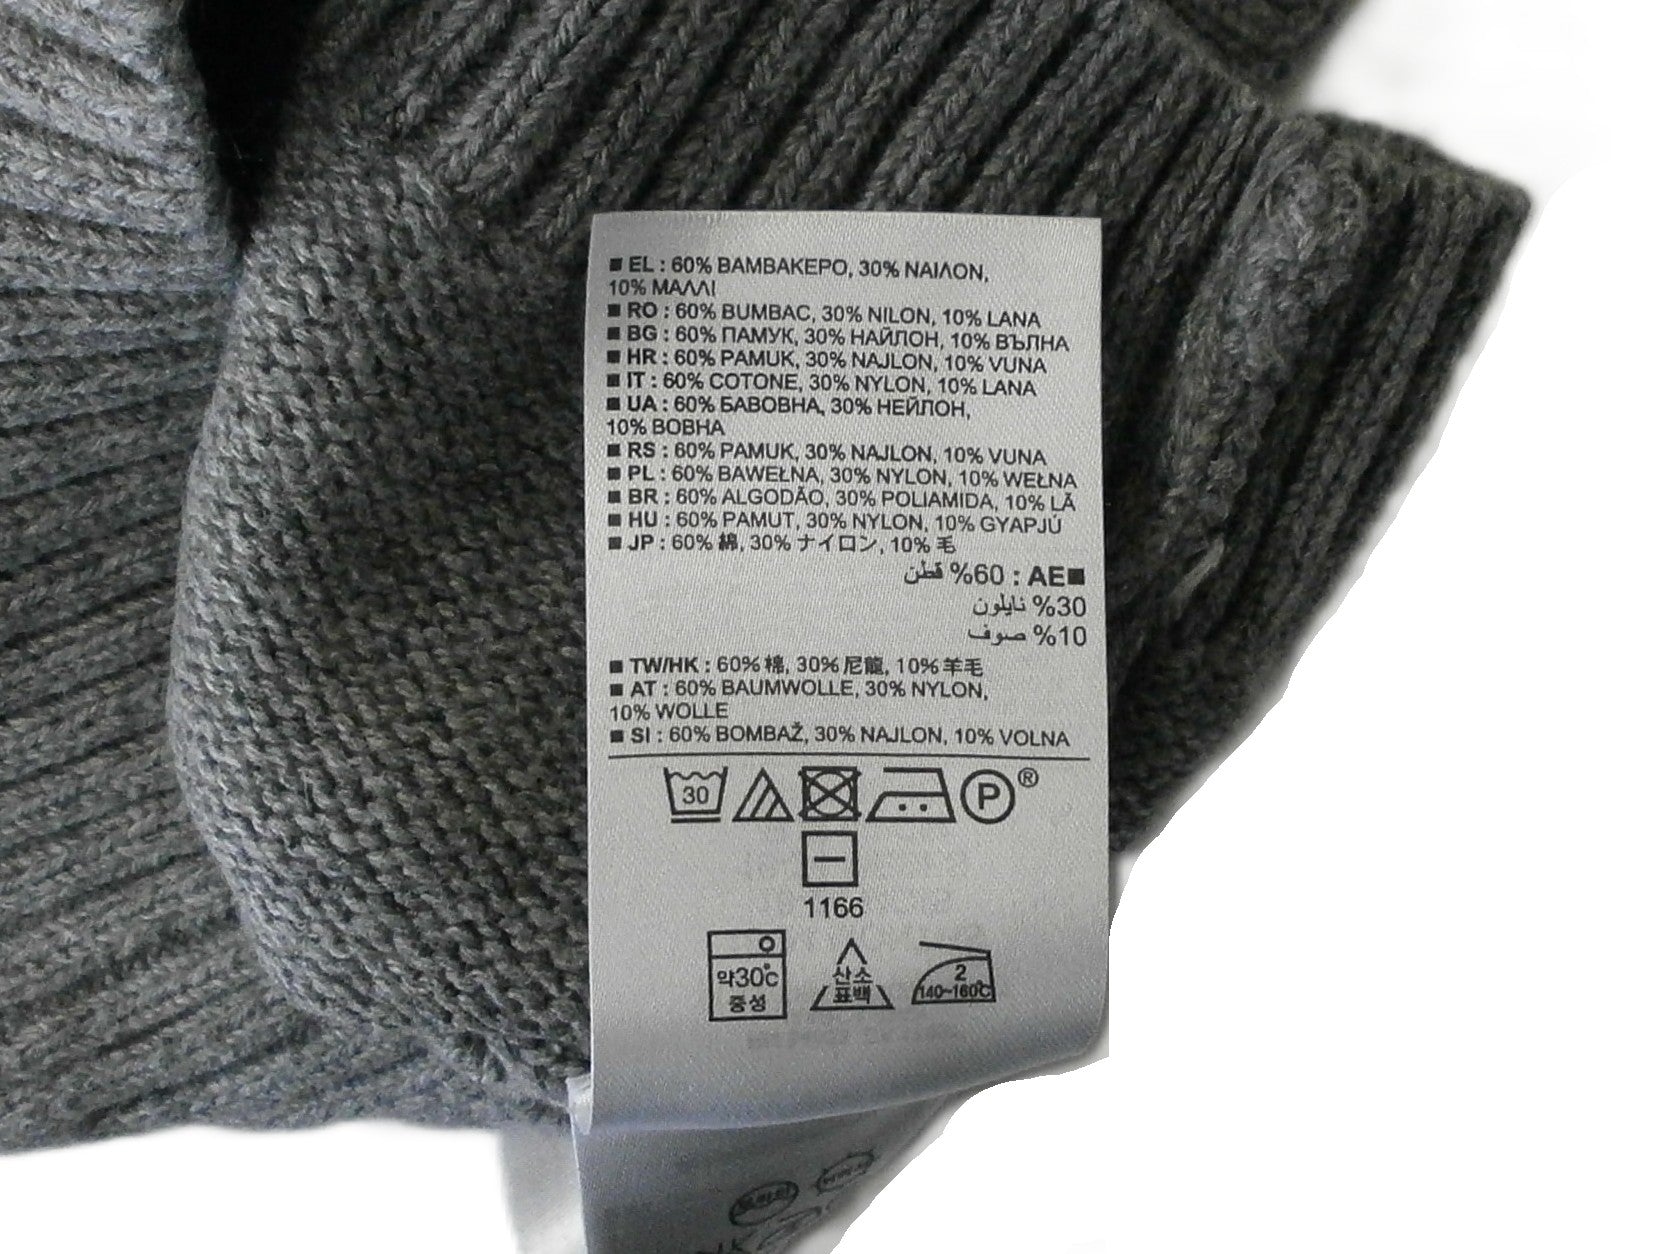 ■ EL : 60% ΒΑΜΒΑΚΕΡΟ, 30% ΝΑΙΛΟΝ,
10% ΜΑΛΛΙ
■ RO : 60% BUMBAC, 30% NILON, 10% LANA
■ BG : 60% ПАМУК, 30% НАЙЛОН, 10% ВЪЛНА
■ HR : 60% PAMUK, 30% NAJLON, 10% VUNA
■ IT : 60% COTONE, 30% NYLON, 10% LANA
■ UA : 60% БАВОВНА, 30% НЕЙЛОН,
10% ВОВНА
■ RS : 60% PAMUK, 30% NAJLON, 10% VUNA
■ PL : 60% BAWEŁNA, 30% NYLON, 10% WEŁNA
■ BR : 60% ALGODÃO, 30% POLIAMIDA, 10% LÃ
■ HU : 60% PAMUT, 30% NYLON, 10% GYAPJÚ
■ JP : 60% 綿, 30% ナイロン, 10% 毛
■AE : 60% قطن
30% نايلون
10% صوف
■ TW/HK : 60% 棉, 30% 尼龍, 10% 羊毛
■ AT : 60% BAUMWOLLE, 30% NYLON,
10% WOLLE
■ SI : 60% BOMBAŽ, 30% NAJLON, 10% VOLNA
30 P ®
1166
약30℃ 산소 2
중성 표백 140~160℃